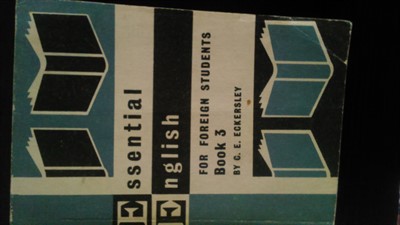 Essential
English
FOR FOREIGN STUDENTS
Book 3
BY C. E. ECKERSLEY